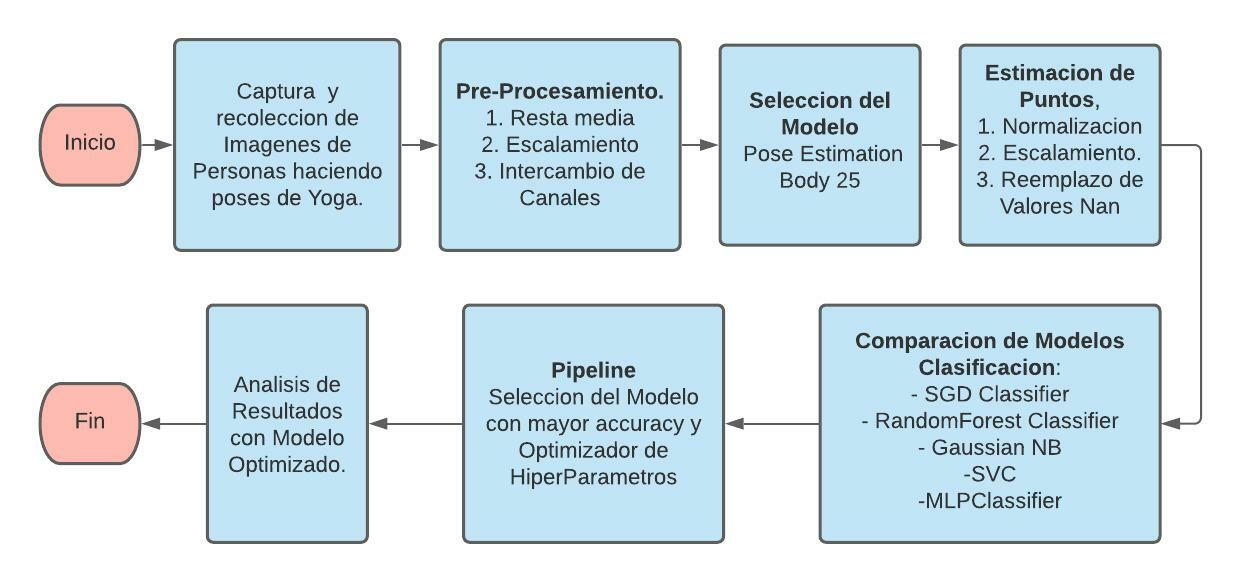 Inicio
Captura y
recoleccion de
Imagenes de
Personas haciendo
poses de Yoga.
Pre-Procesamiento.
1. Resta media
2. Escalamiento
3. Intercambio de
Canales
Seleccion del
Modelo
Pose Estimation
Body 25
Estimacion de
Puntos,
1. Normalizacion
2. Escalamiento.
3. Reemplazo de
Valores Nan
Comparacion de Modelos
Clasificacion:
- SGD Classifier
- RandomForest Classifier
- Gaussian NB
-SVC
-MLPClassifier
Pipeline
Seleccion del Modelo
con mayor accuracy y
Optimizador de
HiperParametros
Analisis de
Resultados
con Modelo
Optimizado.
Fin